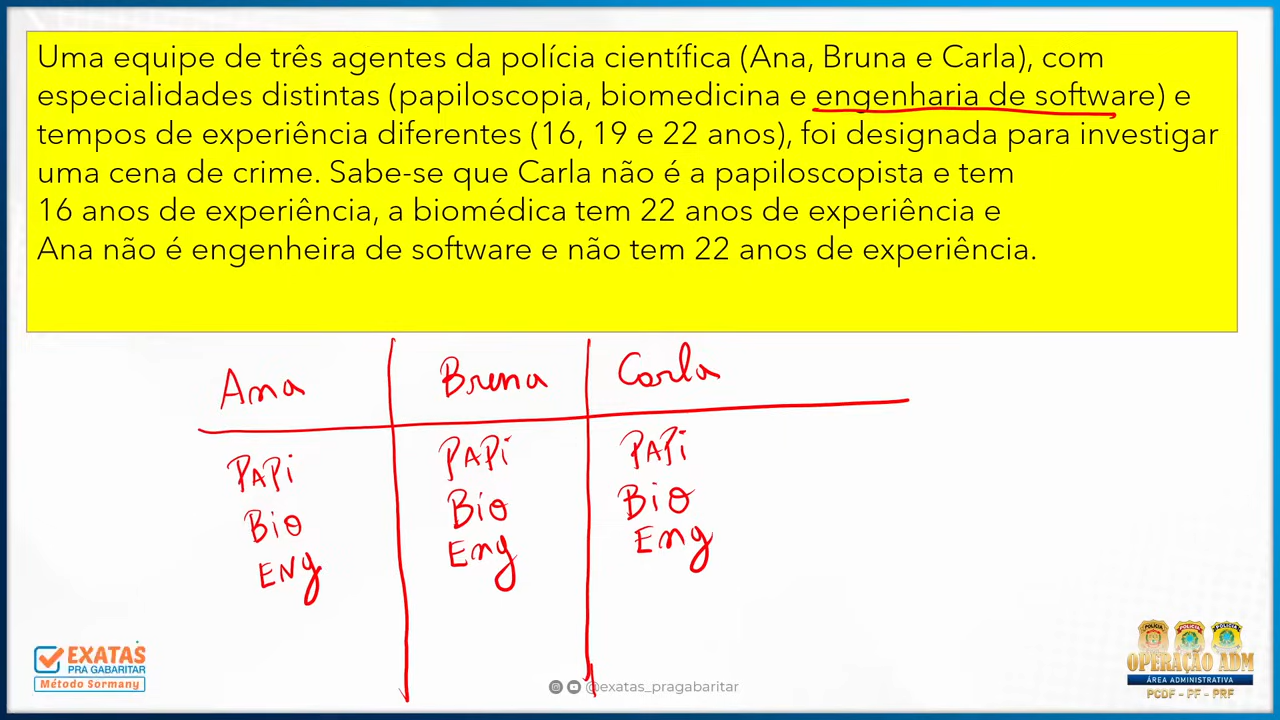 Uma equipe de três agentes da polícia científica (Ana, Bruna e Carla), com
especialidades distintas (papiloscopia, biomedicina e engenharia de software) e
tempos de experiência diferentes (16, 19 e 22 anos), foi designada para investigar
uma cena de crime. Sabe-se que Carla não é a papiloscopista e tem
16 anos de experiência, a biomédica tem 22 anos de experiência e
Ana não é engenheira de software e não tem 22 anos de experiência.
Ana Bruna Carla
PAPi PAPi PAPi
Bio Bio Bio
ENg Eng Eng
EXATAS
PRA GABARITAR
Método Sormany
@exatas_pragabaritar
POLÍCIA POLÍCIA POLÍCIA
OPERAÇÃO ADM
ÁREA ADMINISTRATIVA
PCDF - PF - PRF